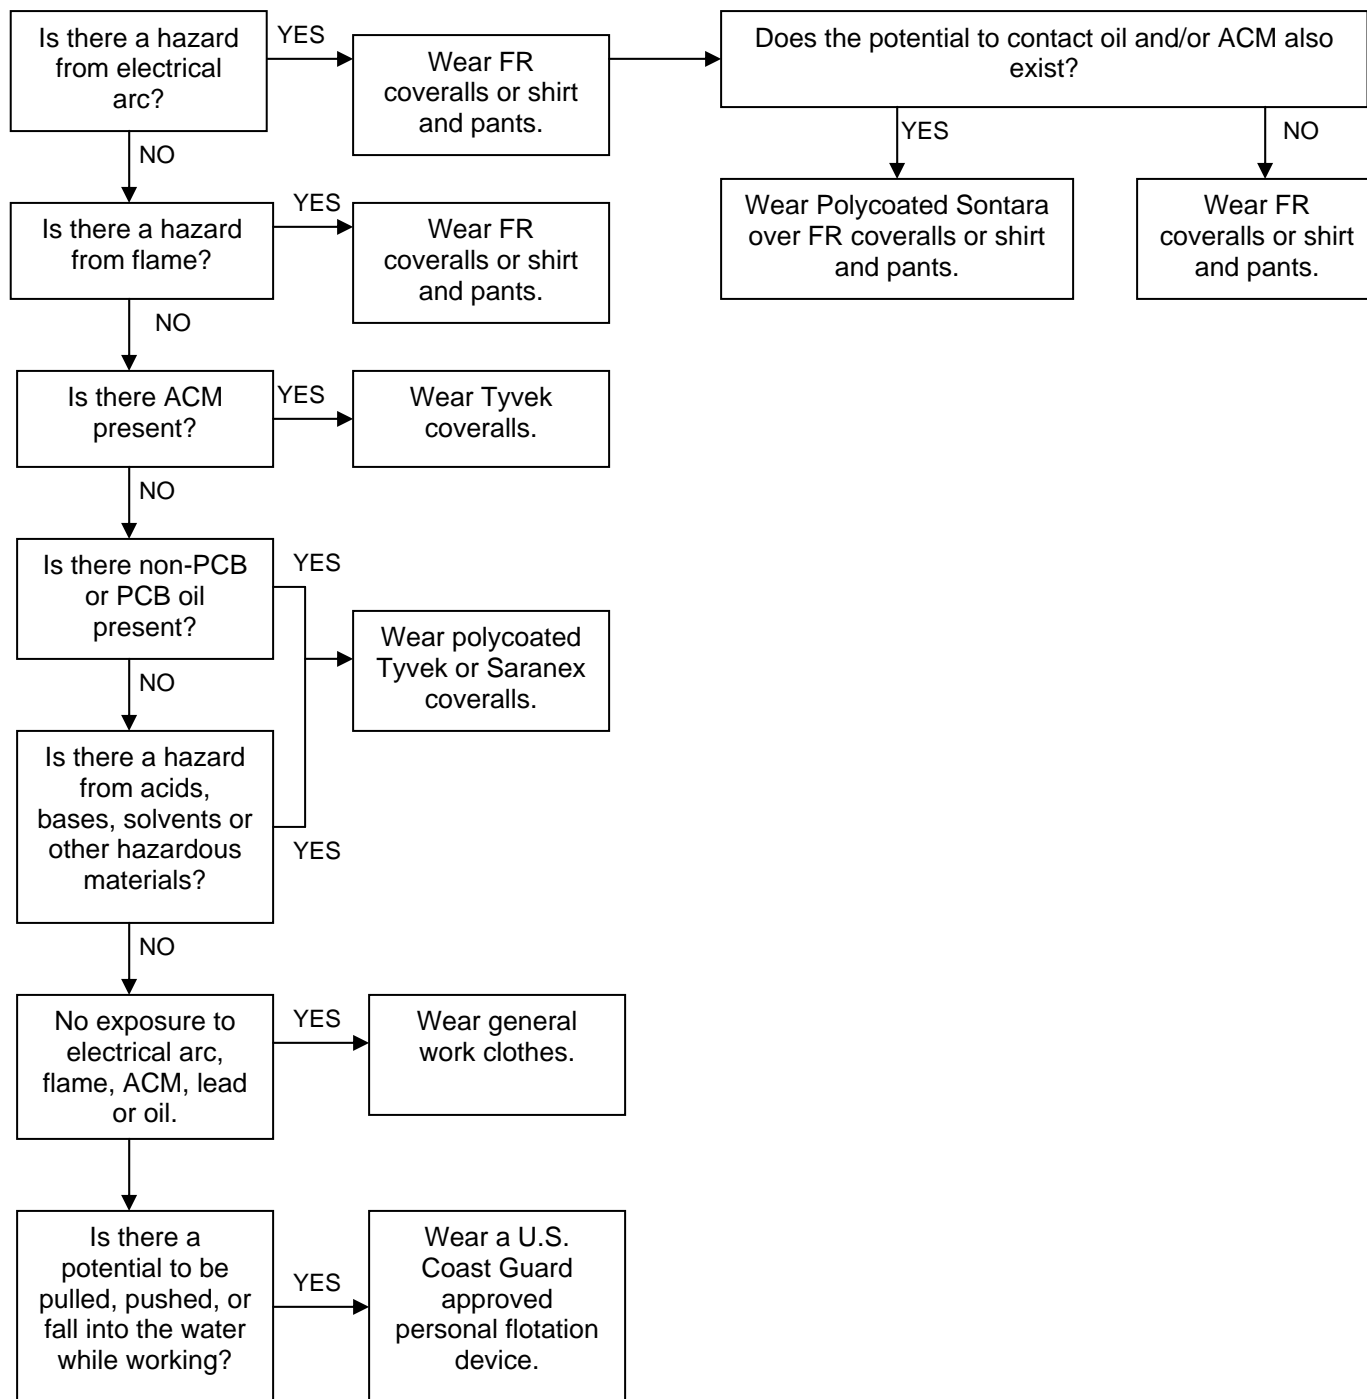 Is there a hazard
from electrical
arc?
YES
Wear FR
coveralls or shirt
and pants.
Does the potential to contact oil and/or ACM also
exist?
NO
YES
NO
Is there a hazard
from flame?
YES
Wear FR
coveralls or shirt
and pants.
Wear Polycoated Sontara
over FR coveralls or shirt
and pants.
Wear FR
coveralls or shirt
and pants.
NO
Is there ACM
present?
YES
Wear Tyvek
coveralls.
NO
Is there non-PCB
or PCB oil
present?
YES
Wear polycoated
Tyvek or Saranex
coveralls.
NO
Is there a hazard
from acids,
bases, solvents or
other hazardous
materials?
YES
NO
No exposure to
electrical arc,
flame, ACM, lead
or oil.
YES
Wear general
work clothes.
Is there a
potential to be
pulled, pushed, or
fall into the water
while working?
YES
Wear a U.S.
Coast Guard
approved
personal flotation
device.